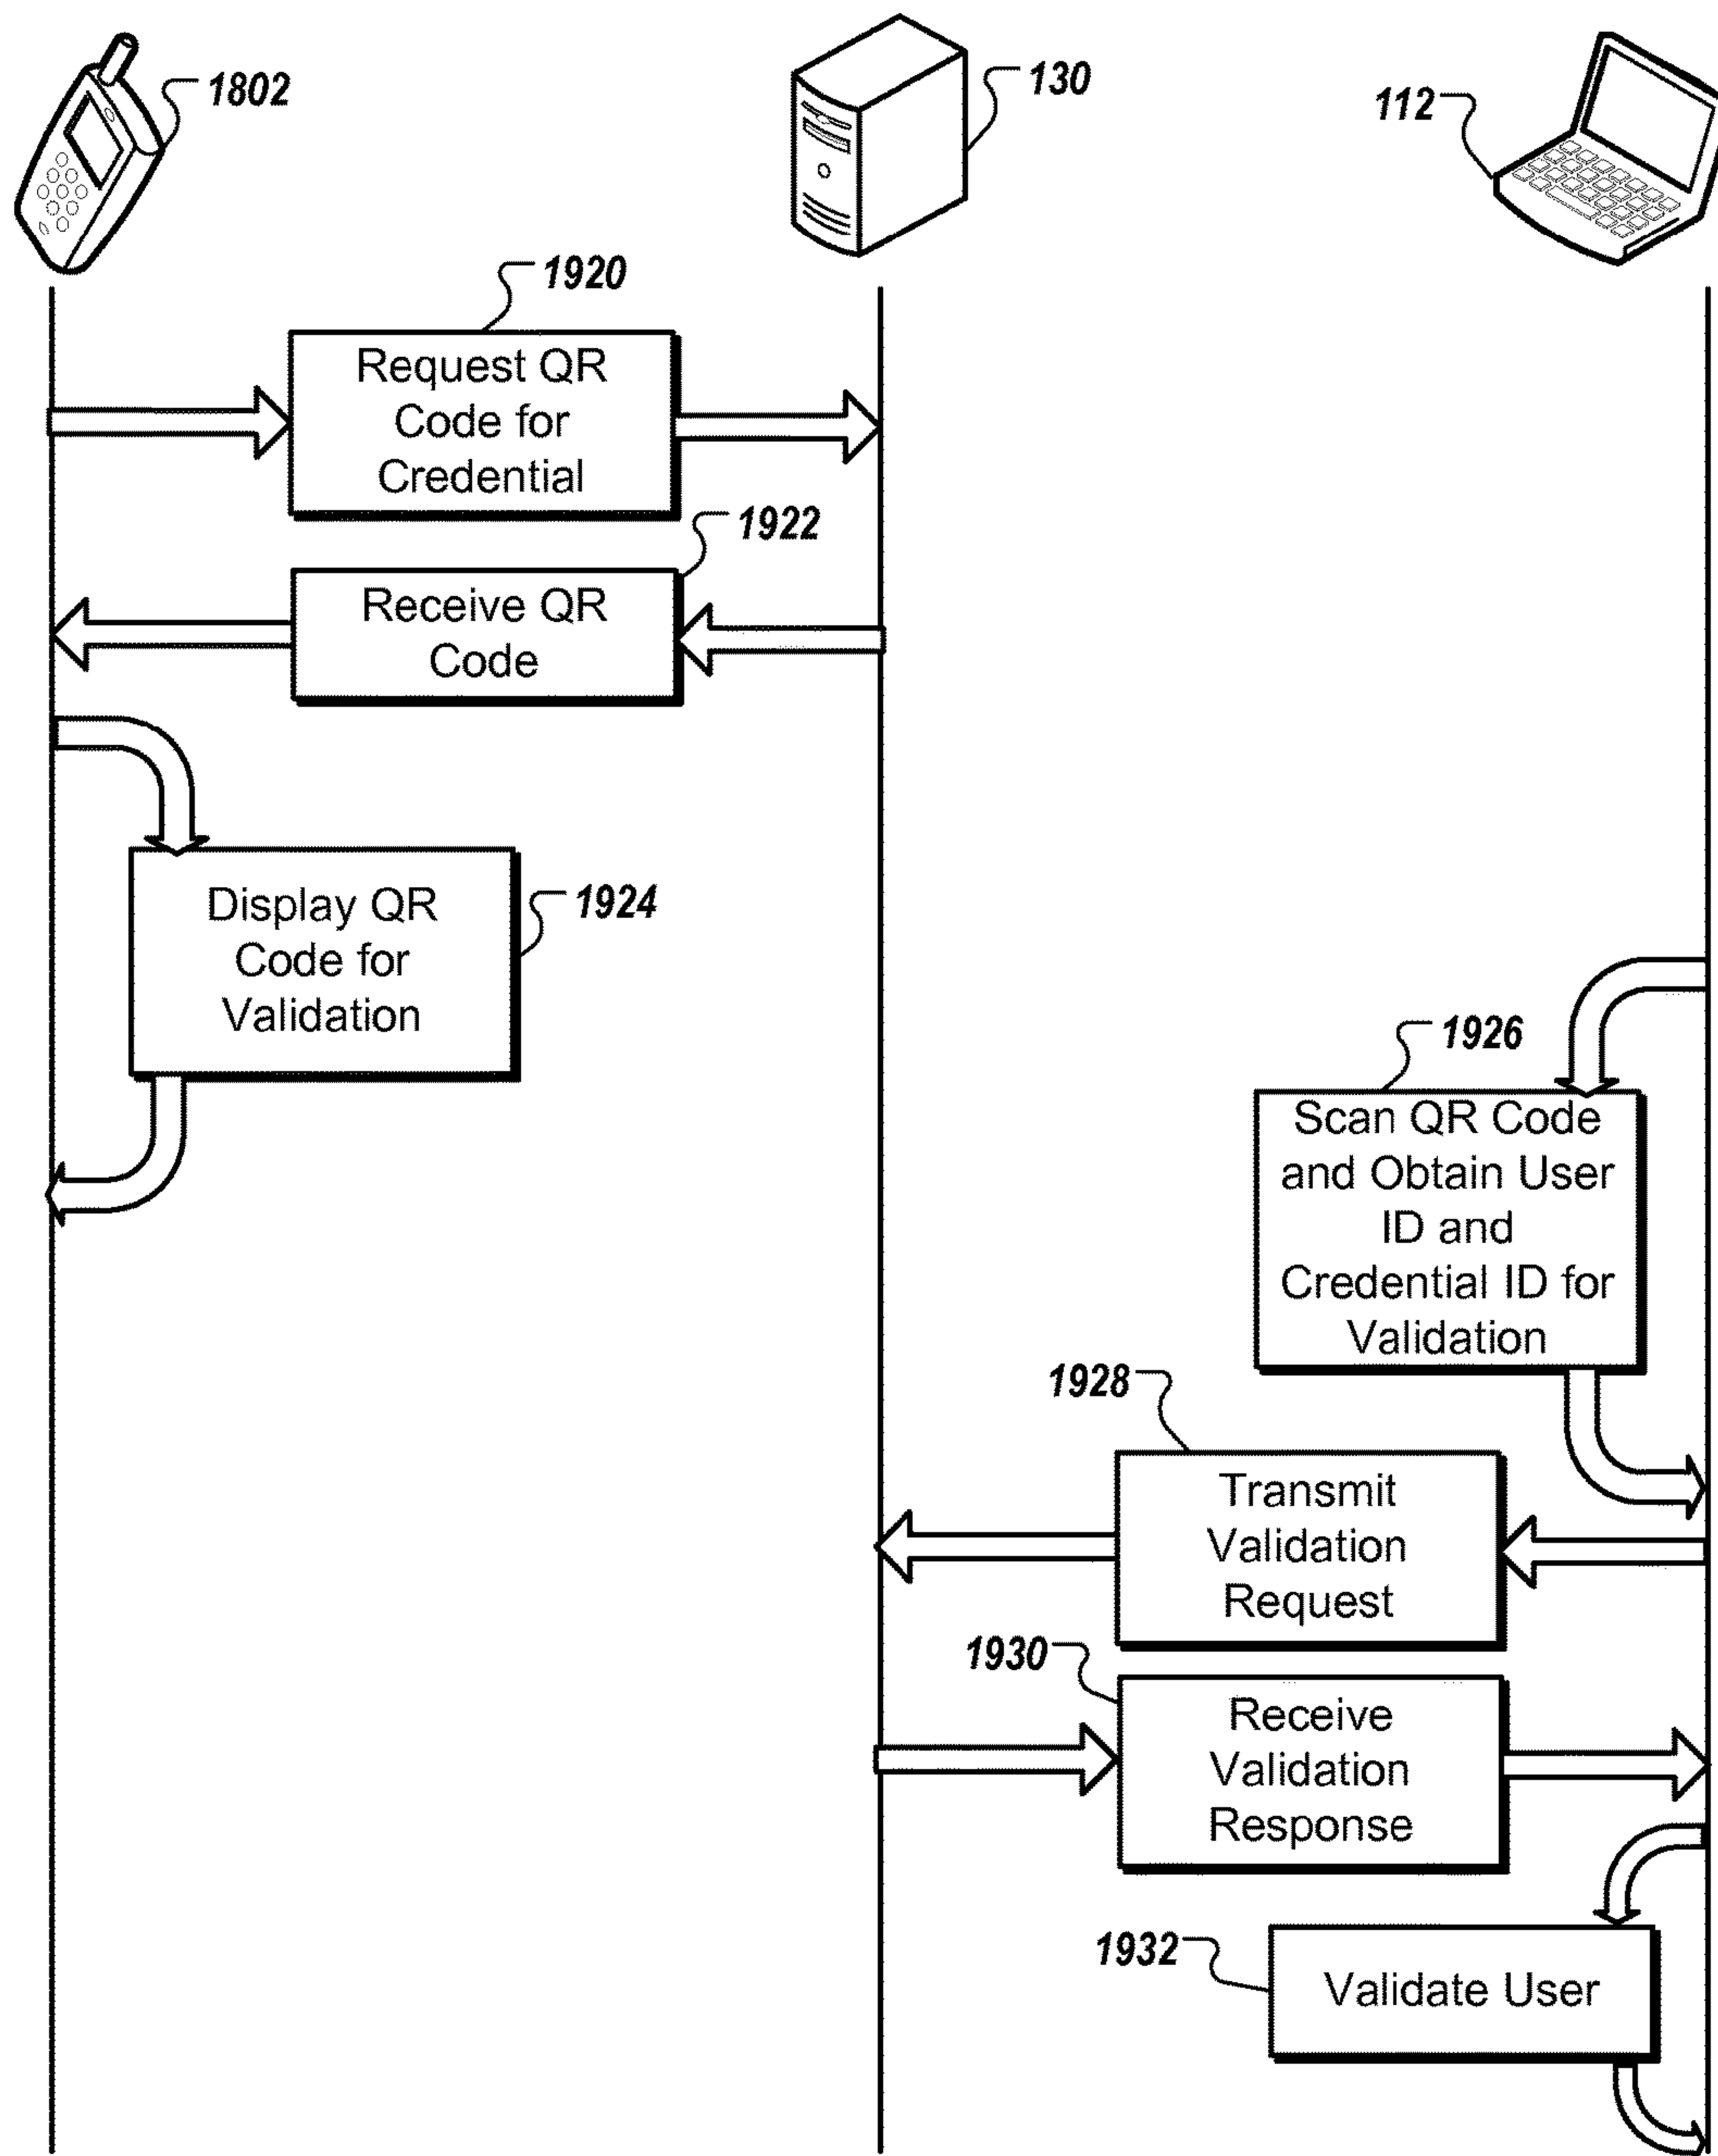 1802
130
112
1920
Request QR
Code for
Credential
1922
Receive QR
Code
Display QR
Code for
Validation
1924
1926
Scan QR Code
and Obtain User
ID and
Credential ID for
Validation
1928
Transmit
Validation
Request
1930
Receive
Validation
Response
1932
Validate User